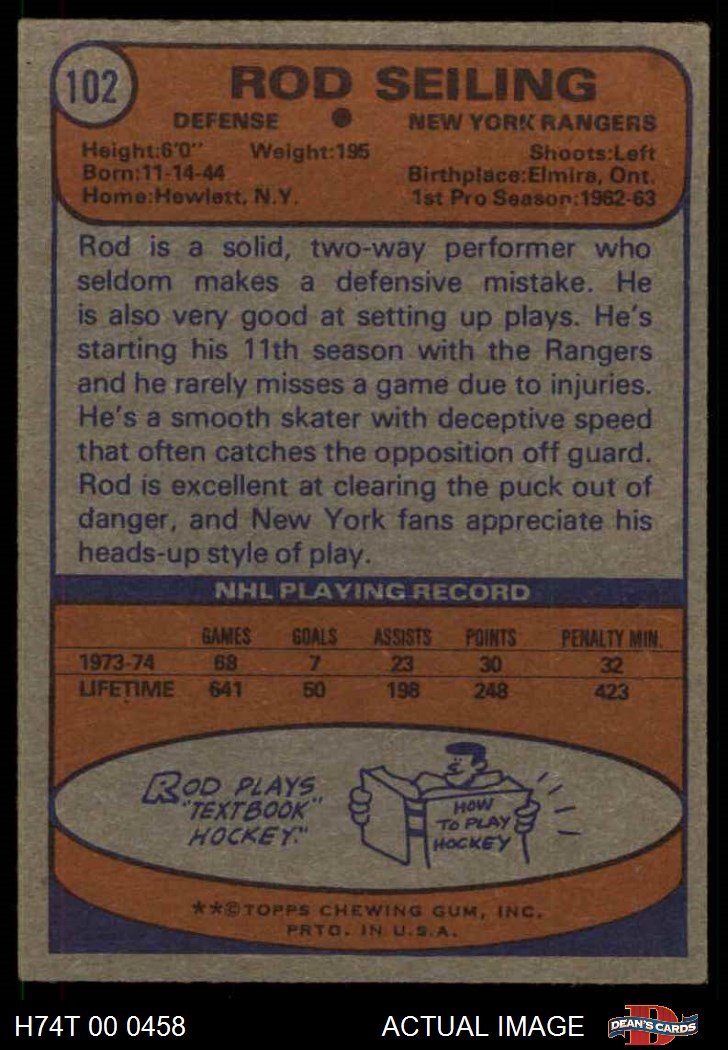 102
ROD SEILING
DEFENSE ● NEW YORK RANGERS
Height:6'0" Weight:195 Shoots:Left
Born:11-14-44 Birthplace:Elmira, Ont.
Home:Hewlett, N.Y. 1st Pro Season:1962-63
Rod is a solid, two-way performer who
seldom makes a defensive mistake. He
is also very good at setting up plays. He's
starting his 11th season with the Rangers
and he rarely misses a game due to injuries.
He's a smooth skater with deceptive speed
that often catches the opposition off guard.
Rod is excellent at clearing the puck out of
danger, and New York fans appreciate his
heads-up style of play.
NHL PLAYING RECORD
GAMES GOALS ASSISTS POINTS PENALTY MIN.
1973-74 68 7 23 30 32
LIFETIME 641 50 198 248 423
ROD PLAYS
"TEXTBOOK"
HOCKEY."
HOW
TO PLAY
HOCKEY
**©TOPPS CHEWING GUM, INC.
PRTD. IN U.S.A.
H74T 00 0458 ACTUAL IMAGE D DEAN'S CARDS